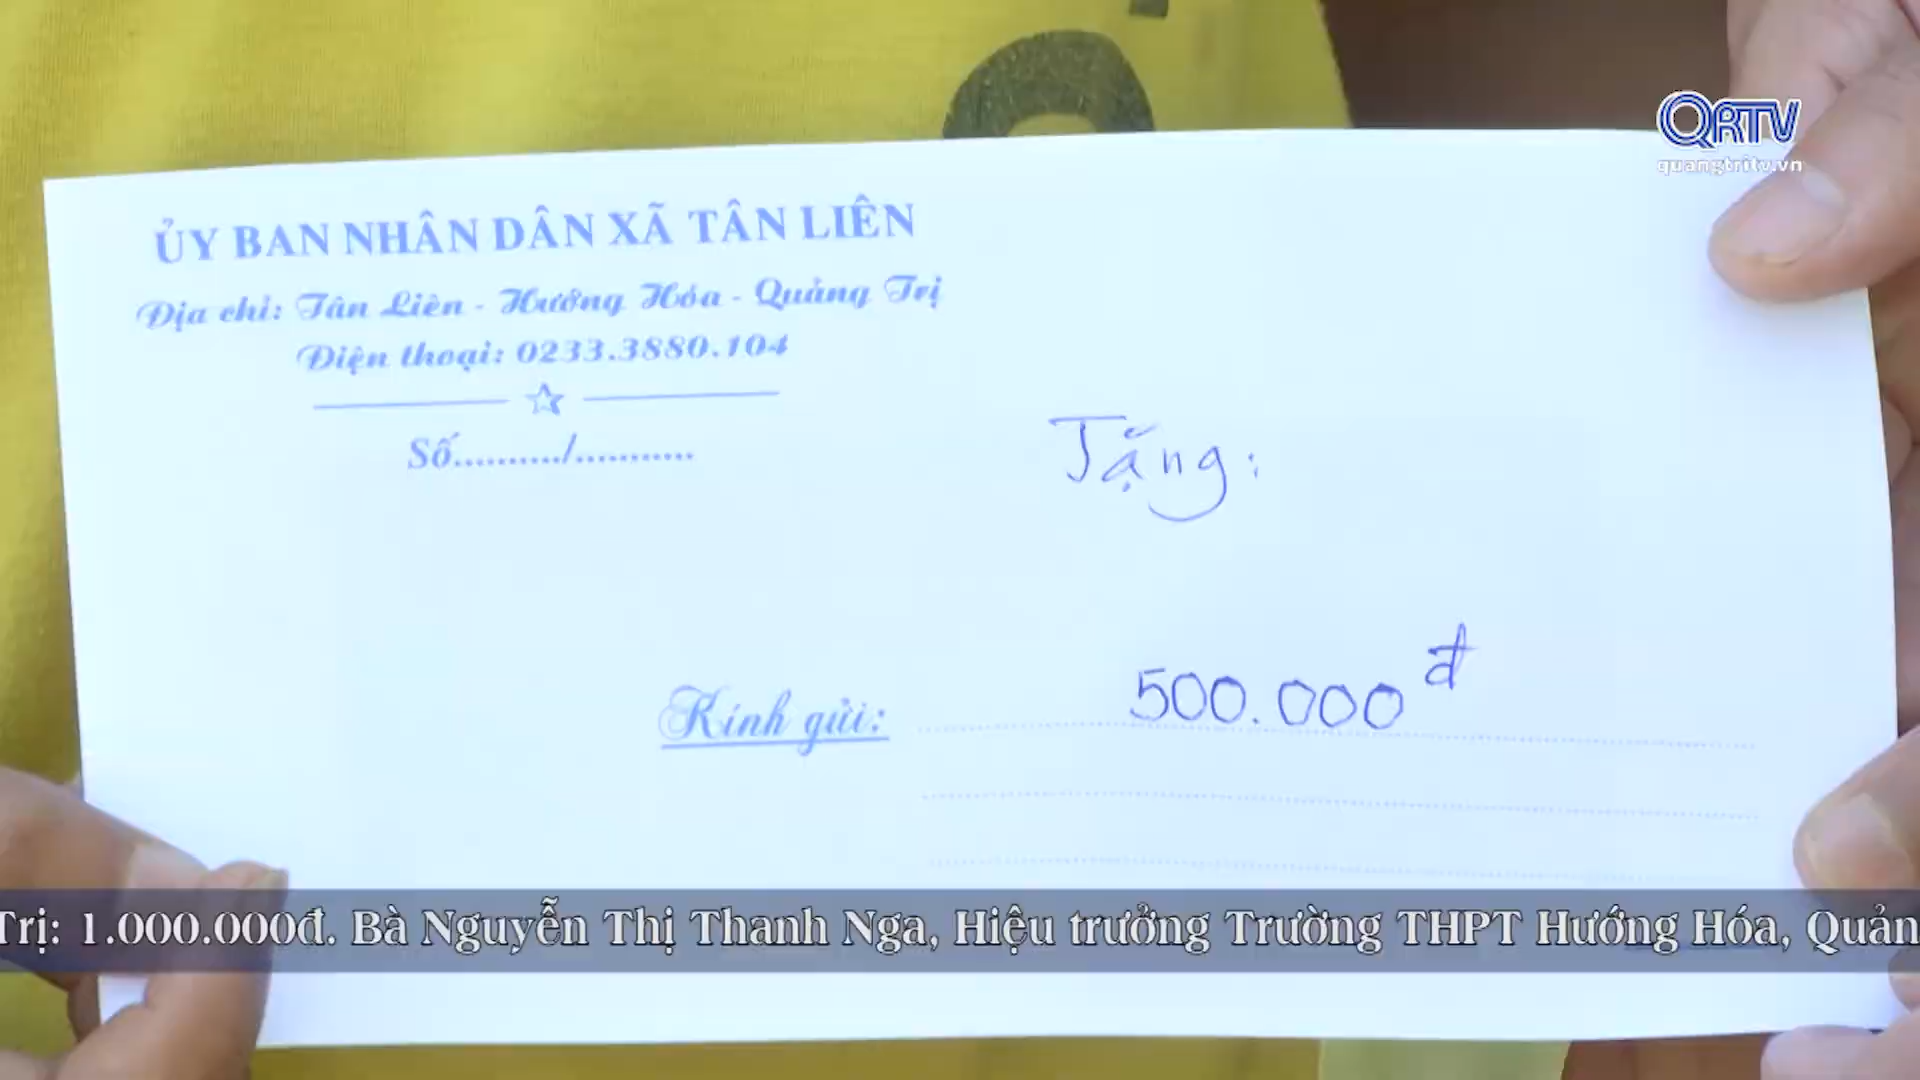 QRTV
quangtritv.vn
ỦY BAN NHÂN DÂN XÃ TÂN LIÊN
Địa chỉ: Tân Liên - Hướng Hóa - Quảng Trị
Điện thoại: 0233.3880.104
Số........../...........
Tặng:
500.000đ
Kính gửi:
Trị: 1.000.000đ. Bà Nguyễn Thị Thanh Nga, Hiệu trưởng Trường THPT Hướng Hóa, Quản